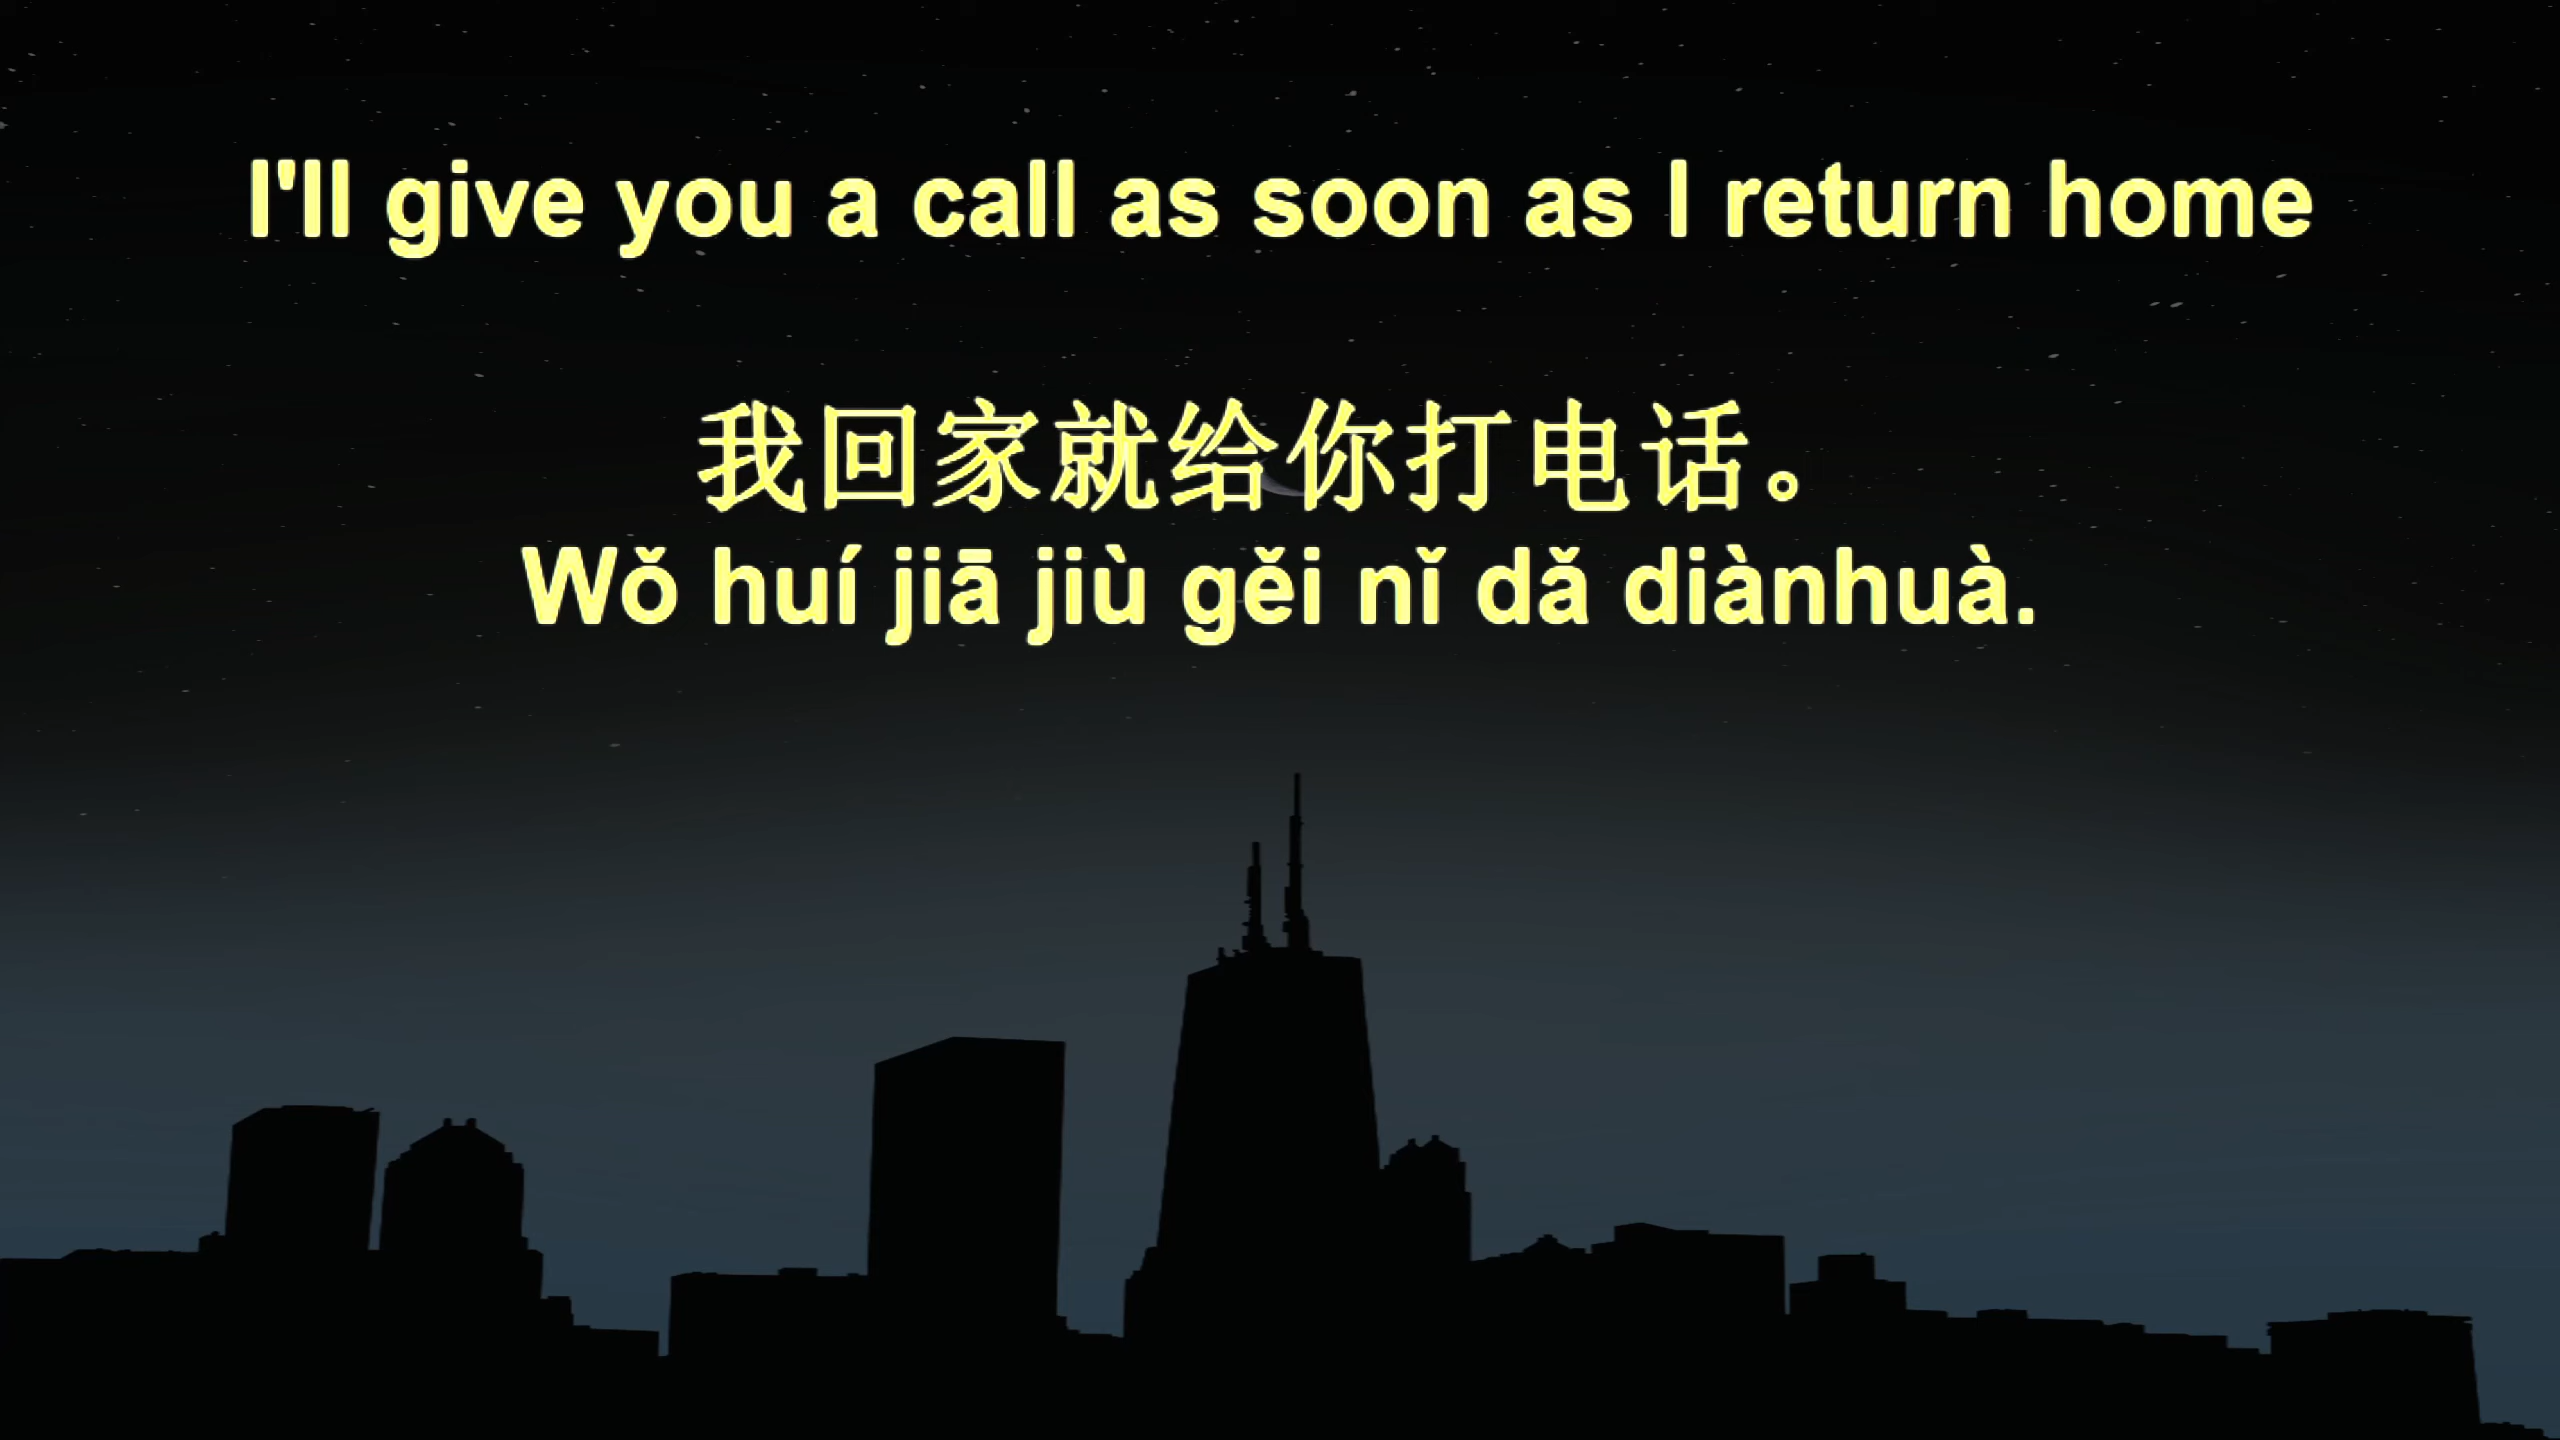 I'll give you a call as soon as I return home
我回家就给你打电话。
Wǒ huí jiā jiù gěi nǐ dǎ diànhuà.